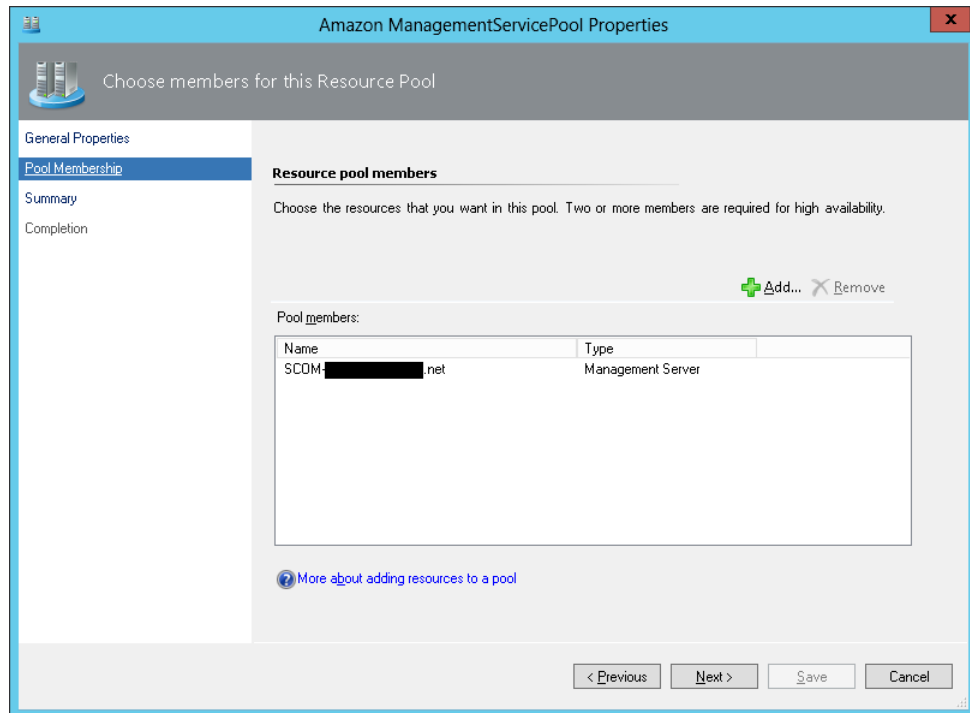 Amazon ManagementServicePool Properties
x
Choose members for this Resource Pool
General Properties
Pool Membership
Summary
Completion
Resource pool members
Choose the resources that you want in this pool. Two or more members are required for high availability.
Add... Remove
Pool members:
Name Type
SCOM- .net Management Server
More about adding resources to a pool
< Previous Next > Save Cancel